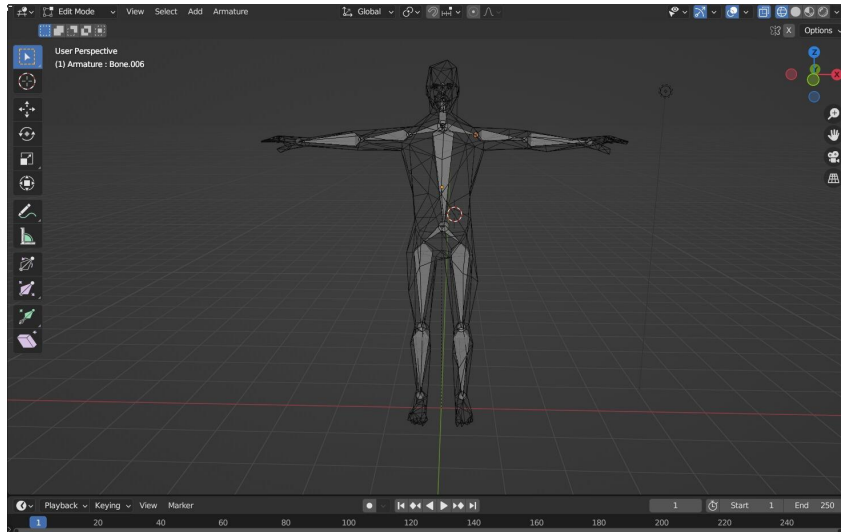 Edit Mode View Select Add Armature Global
X Options
User Perspective
(1) Armature : Bone.006
Z
Y
X
Playback Keying View Marker 1 Start 1 End 250
1 20 40 60 80 100 120 140 160 180 200 220 240